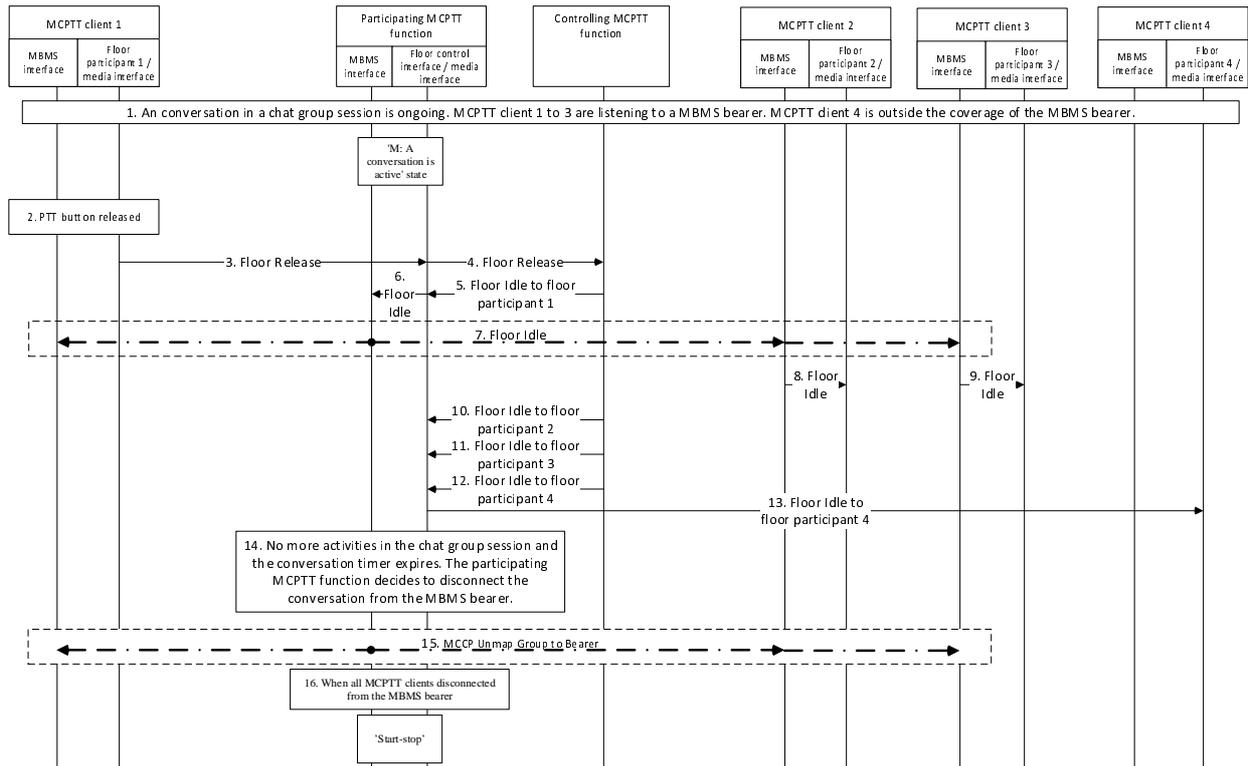 MCPTT client 1
Participating MCPTT
function
Controlling MCPTT
function
MCPTT client 2
MCPTT client 3
MCPTT client 4
MBMS
interface
Floor
participant 1 /
media interface
MBMS
interface
Floor control
interface / media
interface
MBMS
interface
Floor
participant 2 /
media interface
MBMS
interface
Floor
participant 3 /
media interface
MBMS
interface
Floor
participant 4 /
media interface
1. An conversation in a chat group session is ongoing. MCPTT client 1 to 3 are listening to a MBMS bearer. MCPTT client 4 is outside the coverage of the MBMS bearer.
'M: A
conversation is
active' state
2. PTT button released
3. Floor Release
4. Floor Release
6.
Floor
Idle
5. Floor Idle to floor
participant 1
7. Floor Idle
8. Floor
Idle
9. Floor
Idle
10. Floor Idle to floor
participant 2
11. Floor Idle to floor
participant 3
12. Floor Idle to floor
participant 4
13. Floor Idle to
floor participant 4
14. No more activities in the chat group session and
the conversation timer expires. The participating
MCPTT function decides to disconnect the
conversation from the MBMS bearer.
15. MCCP Unmap Group to Bearer
16. When all MCPTT clients disconnected
from the MBMS bearer
'Start-stop'